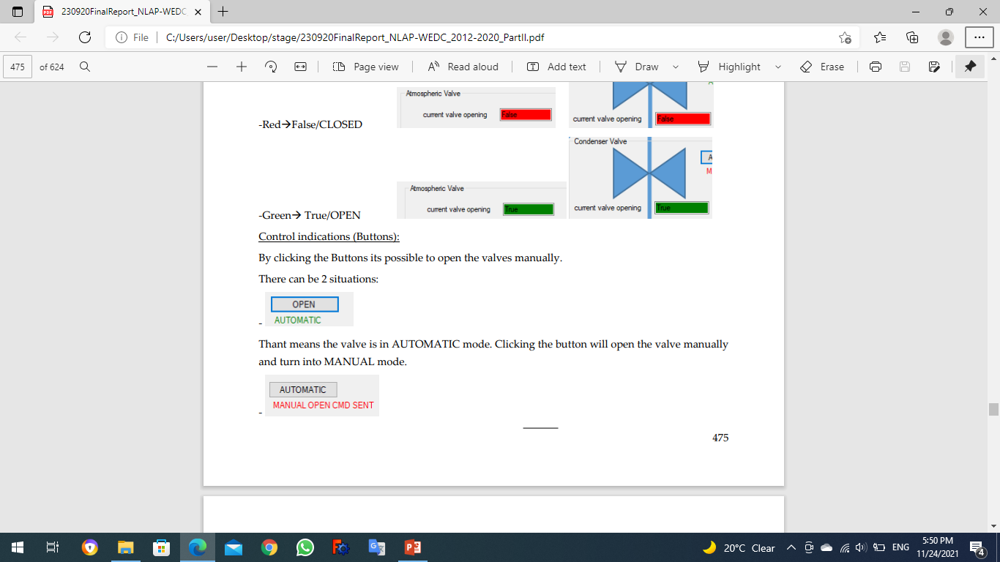 230920FinalReport_NLAP-WEDC
File
C:/Users/user/Desktop/stage/230920FinalReport_NLAP-WEDC_2012-2020_PartII.pdf
475 of 624
Page view
Read aloud
Add text
Draw
Highlight
Erase
Atmospheric Valve
current valve opening False
current valve opening False
-Red→False/CLOSED
Condenser Valve
A
M
Atmospheric Valve
current valve opening True
current valve opening True
-Green→ True/OPEN
Control indications (Buttons):
By clicking the Buttons its possible to open the valves manually.
There can be 2 situations:
OPEN
- AUTOMATIC
Thant means the valve is in AUTOMATIC mode. Clicking the button will open the valve manually
and turn into MANUAL mode.
AUTOMATIC
- MANUAL OPEN CMD SENT
475
20°C Clear
ENG
5:50 PM
11/24/2021
4